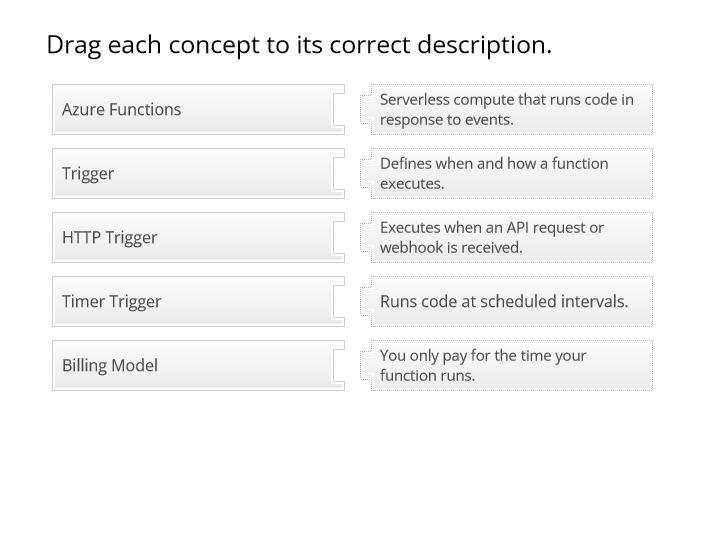 Drag each concept to its correct description.
Azure Functions
Serverless compute that runs code in
response to events.
Trigger
Defines when and how a function
executes.
HTTP Trigger
Executes when an API request or
webhook is received.
Timer Trigger
Runs code at scheduled intervals.
Billing Model
You only pay for the time your
function runs.